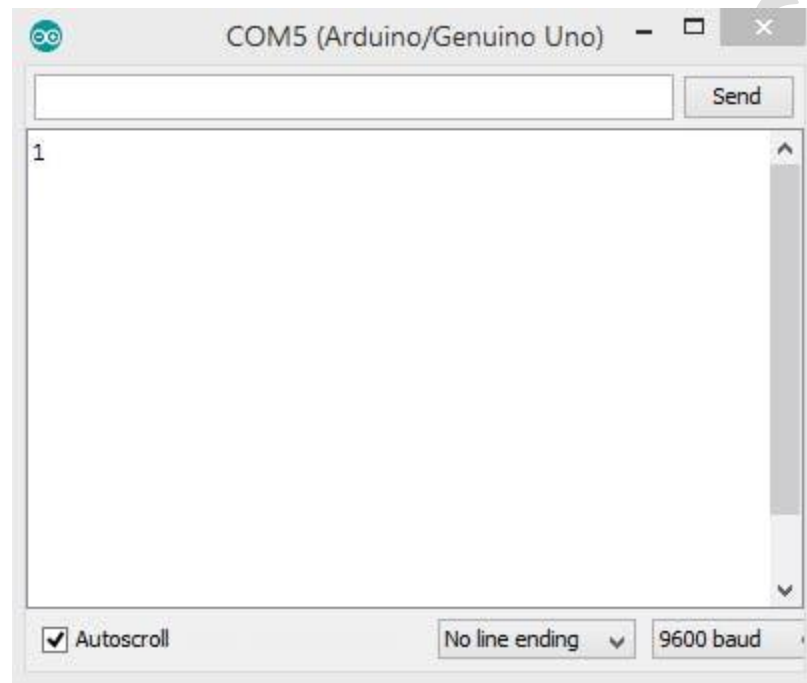 COM5 (Arduino/Genuino Uno)
Send
1
Autoscroll
No line ending
9600 baud